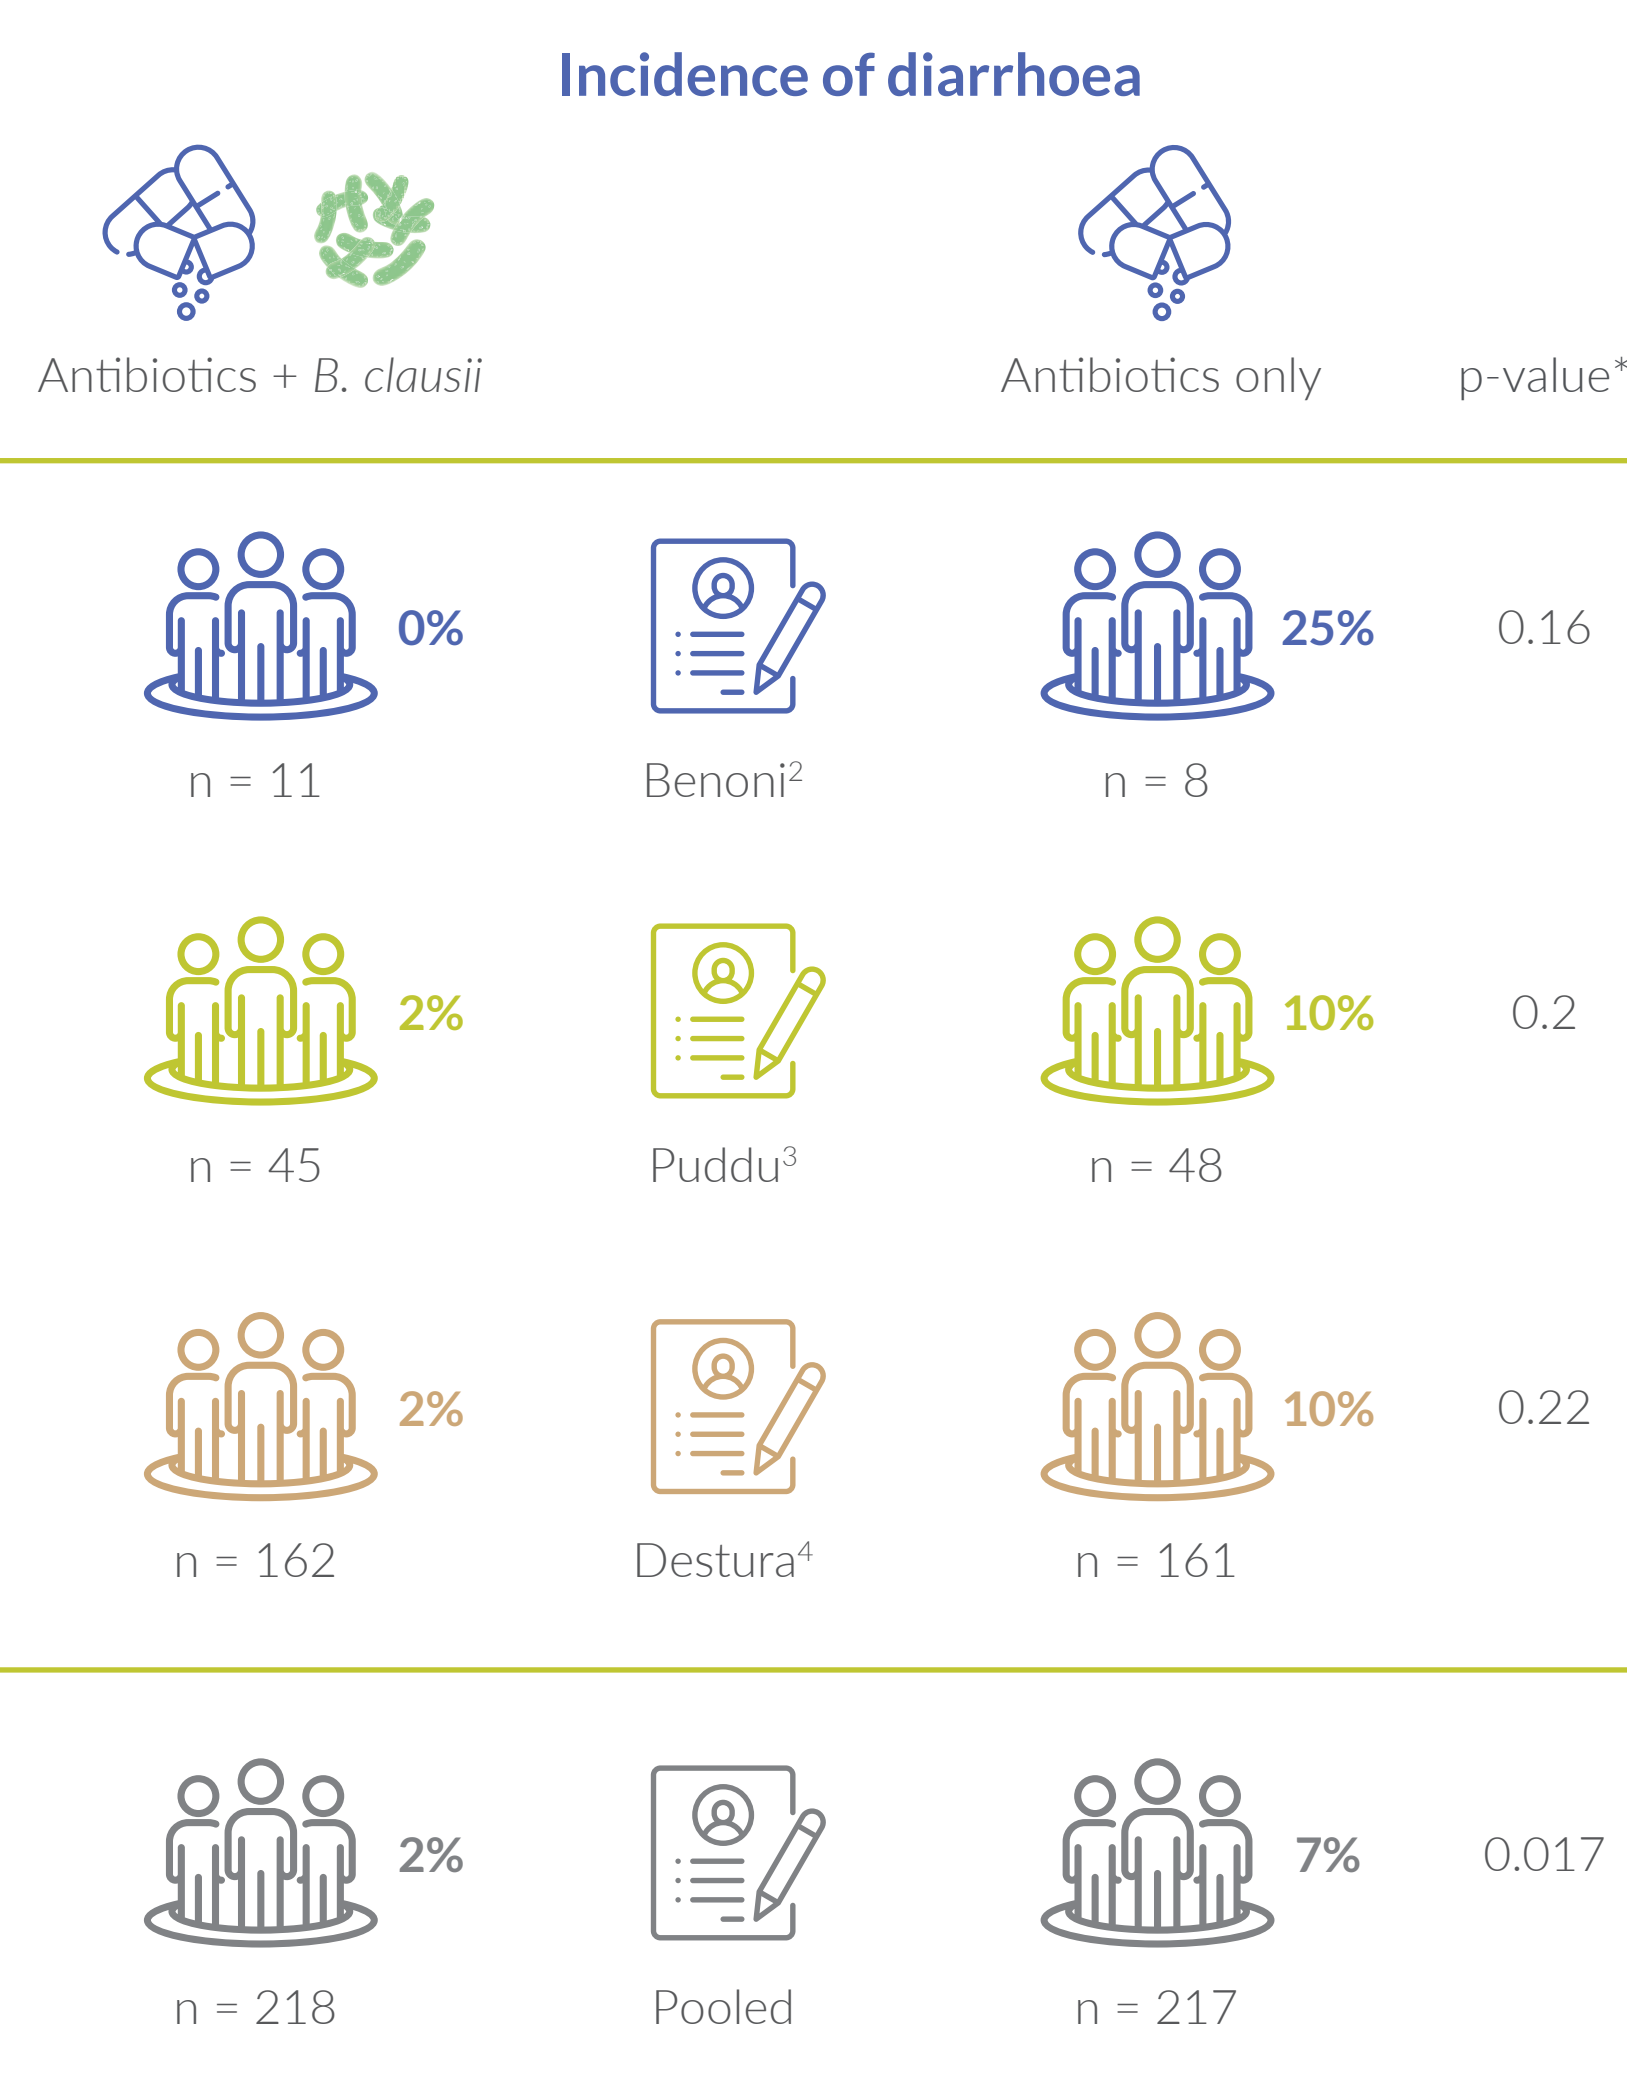 Incidence of diarrhoea
Antibiotics + B. clausii
Antibiotics only
p-value*
0%
25%
0.16
n = 11
Benoni²
n = 8
2%
10%
0.2
n = 45
Puddu³
n = 48
2%
10%
0.22
n = 162
Destura⁴
n = 161
2%
7%
0.017
n = 218
Pooled
n = 217